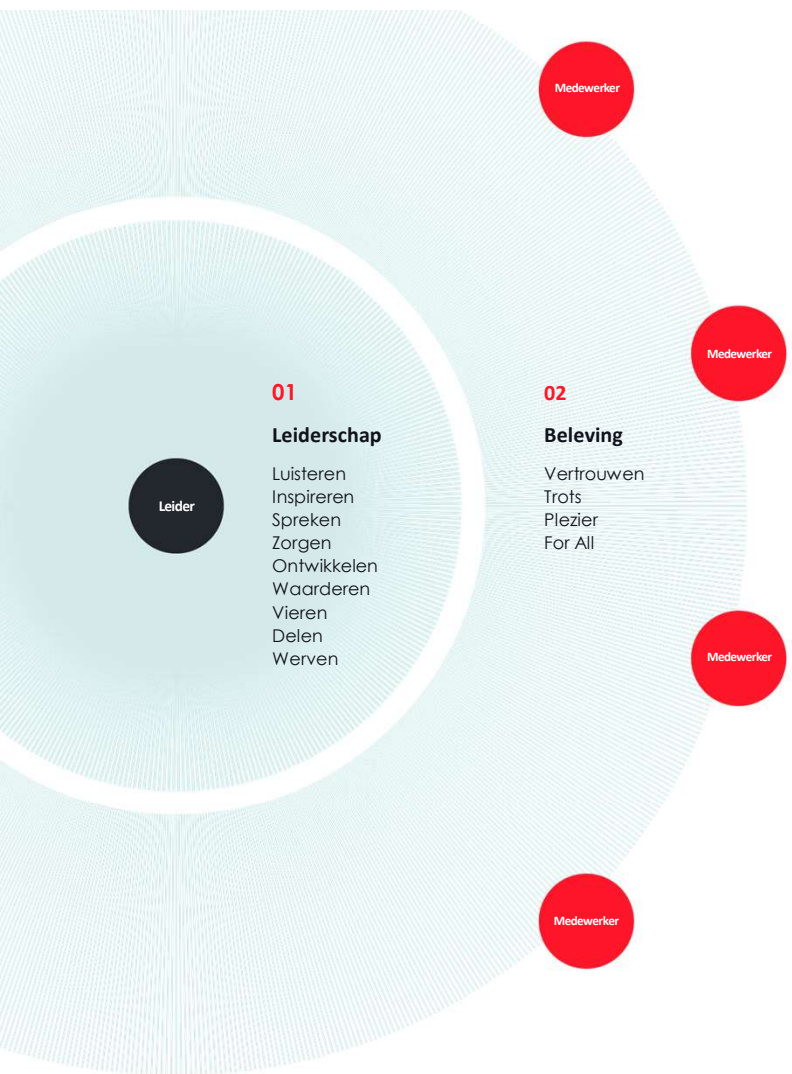 Medewerker
Medewerker
01
Leiderschap
Luisteren
Inspireren
Spreken
Zorgen
Ontwikkelen
Waarderen
Vieren
Delen
Werven
02
Beleving
Vertrouwen
Trots
Plezier
For All
Leider
Medewerker
Medewerker